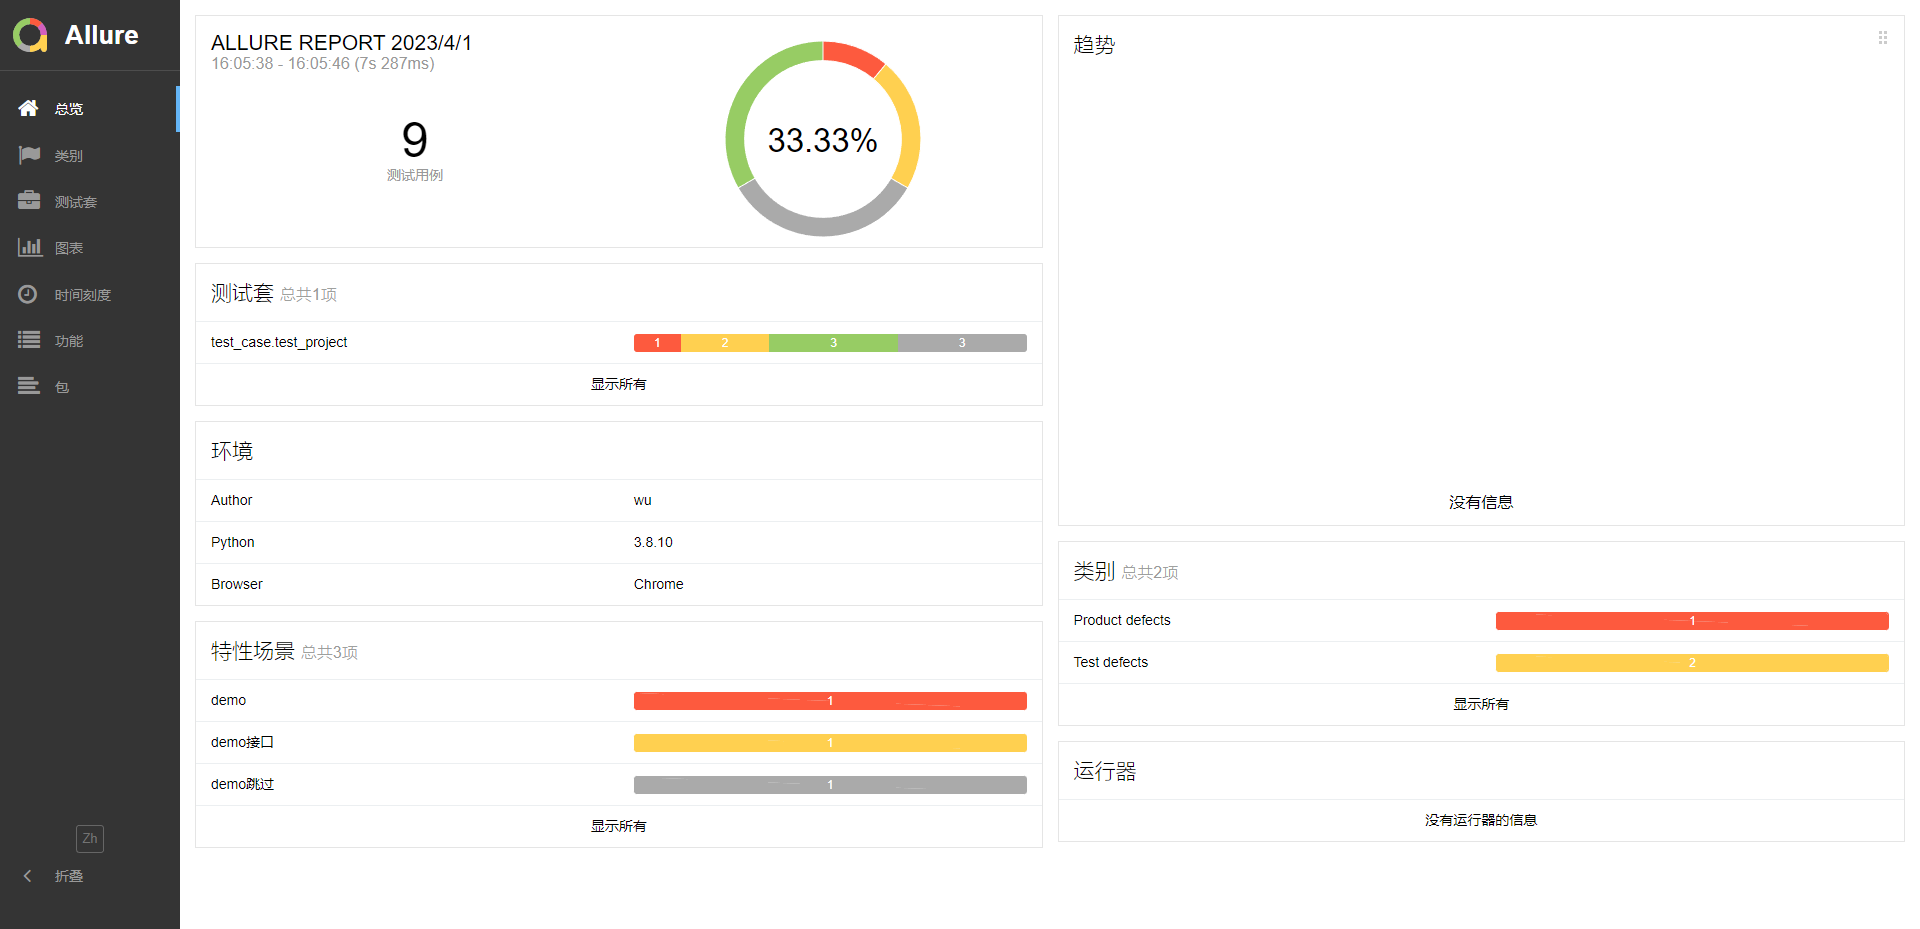 Allure
总览
类别
测试套
图表
时间刻度
功能
包
Zh
折叠
ALLURE REPORT 2023/4/1
16:05:38 - 16:05:46 (7s 287ms)
9
测试用例
33.33%
测试套 总共1项
test_case.test_project 1 2 3 3
显示所有
环境
Author wu
Python 3.8.10
Browser Chrome
特性场景 总共3项
demo 1
demo接口 1
demo跳过 1
显示所有
趋势
没有信息
类别 总共2项
Product defects 1
Test defects 2
显示所有
运行器
没有运行器的信息